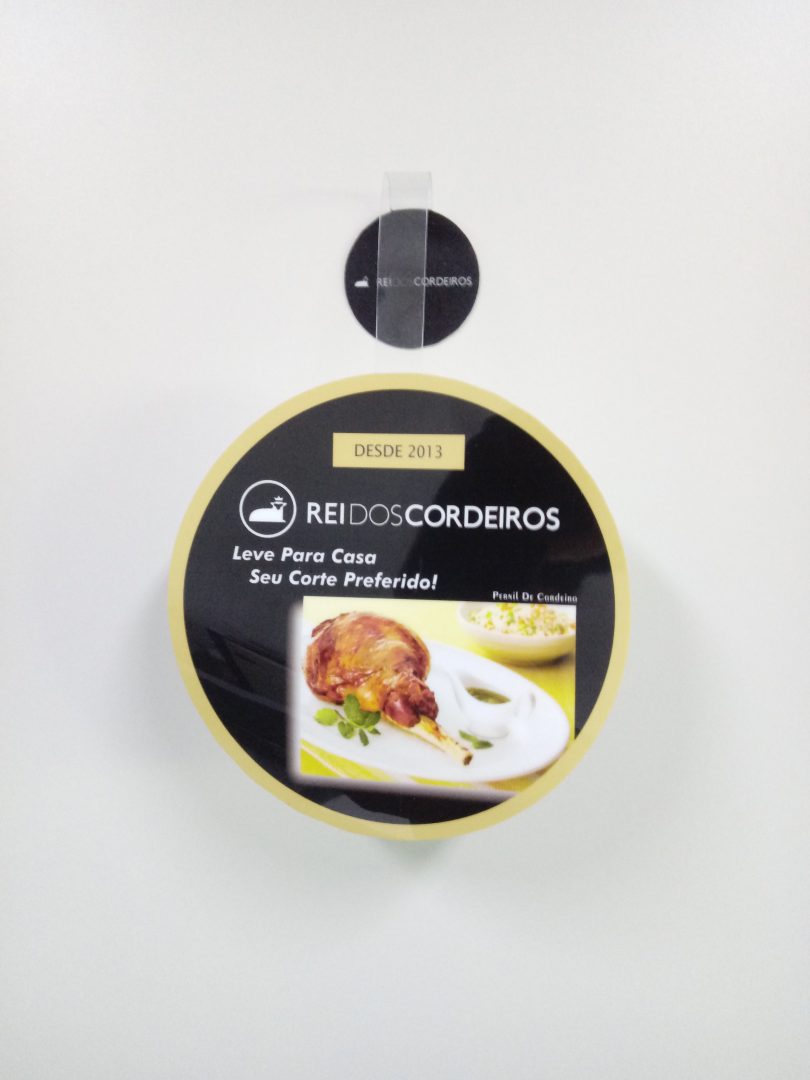 REIDOSCORDEIROS
DESDE 2013
REIDOSCORDEIROS
Leve Para Casa
Seu Corte Preferido!
Pernil De Cordeiro